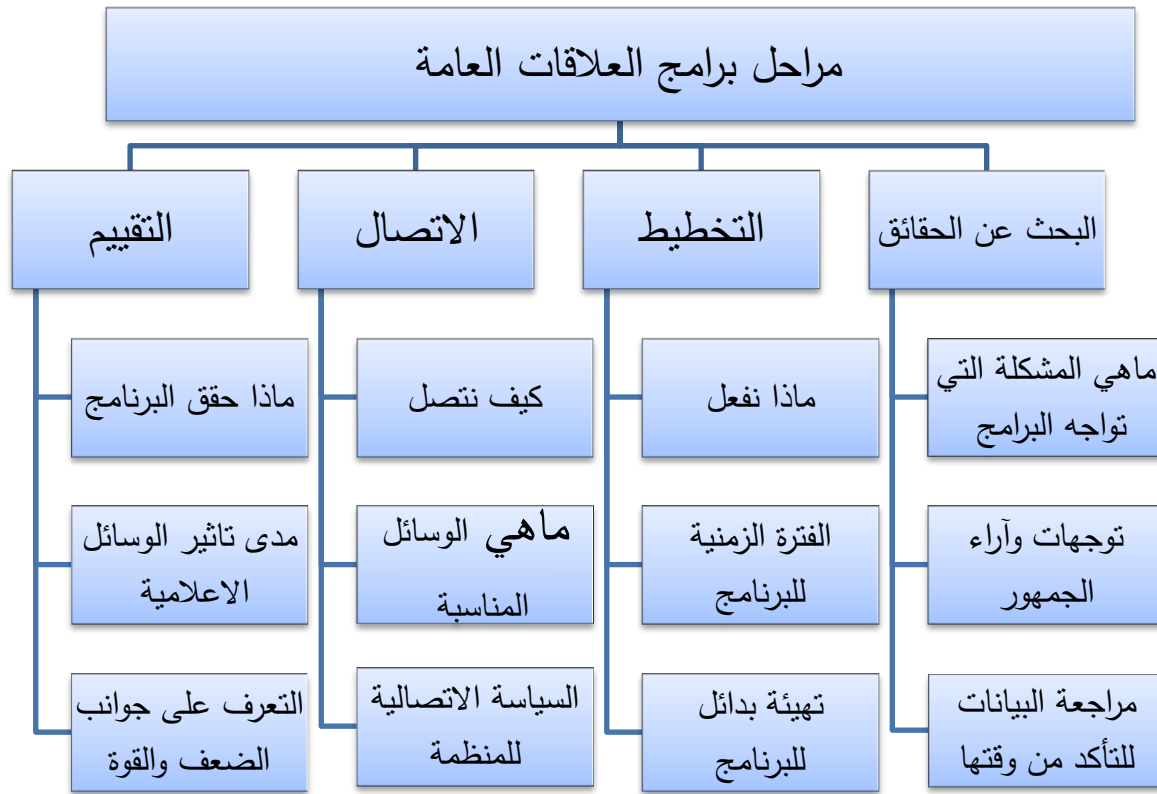 مراحل برامج العلاقات العامة
البحث عن الحقائق
التخطيط
الاتصال
التقييم
ماهي المشكلة التي
تواجه البرامج
توجهات وآراء
الجمهور
مراجعة البيانات
للتأكد من وقتها
ماذا نفعل
الفترة الزمنية
للبرنامج
تهيئة بدائل
للبرنامج
كيف نتصل
ماهي الوسائل
المناسبة
السياسة الاتصالية
للمنظمة
ماذا حقق البرنامج
مدى تاثير الوسائل
الاعلامية
التعرف على جوانب
الضعف والقوة